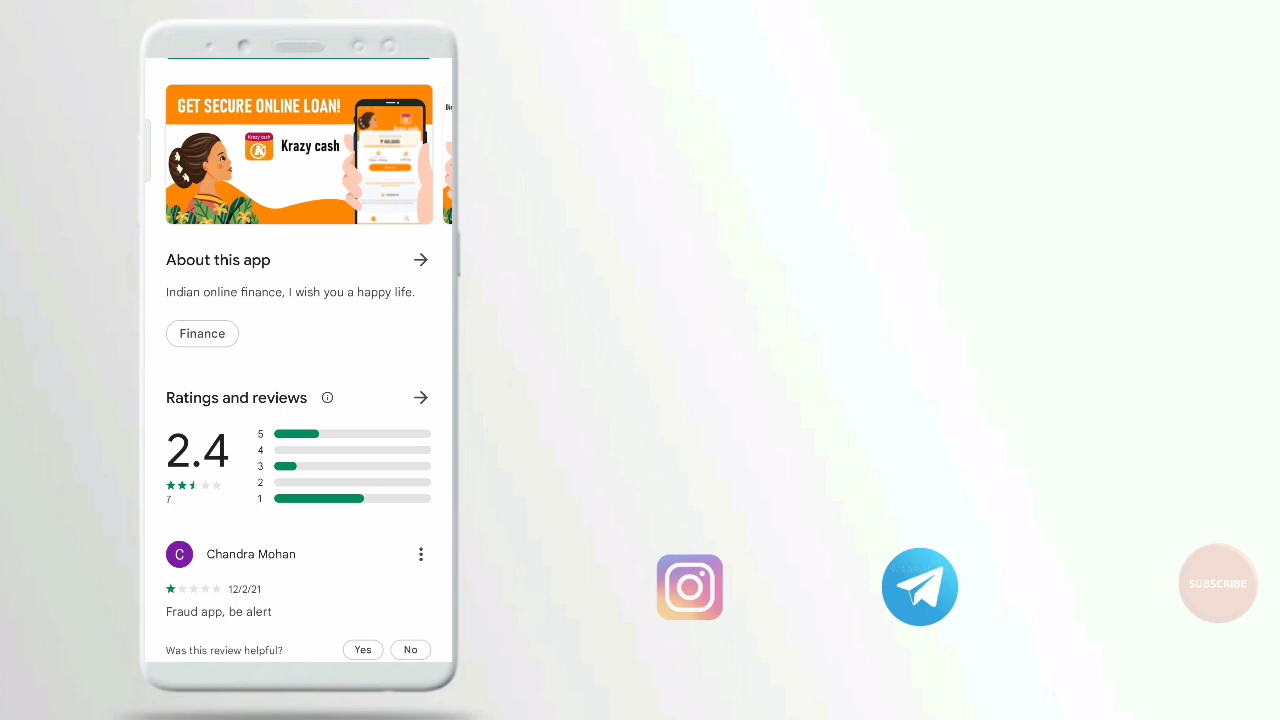 GET SECURE ONLINE LOAN!
Krazy cash
Krazy cash
About this app
Indian online finance, I wish you a happy life.
Finance
Ratings and reviews
2.4
7
5
4
3
2
1
C
Chandra Mohan
12/2/21
Fraud app, be alert
Was this review helpful?
Yes
No
SUBSCRIBE